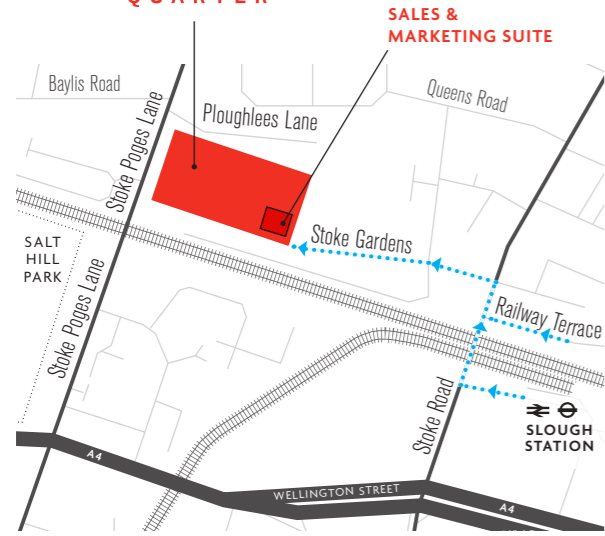 QUARTER
SALES &
MARKETING SUITE
Baylis Road
Queens Road
Ploughlees Lane
Stoke Poges Lane
Stoke Gardens
SALT
HILL
PARK
Railway Terrace
Stoke Poges Lane
Stoke Road
SLOUGH
STATION
A4
WELLINGTON STREET
A4